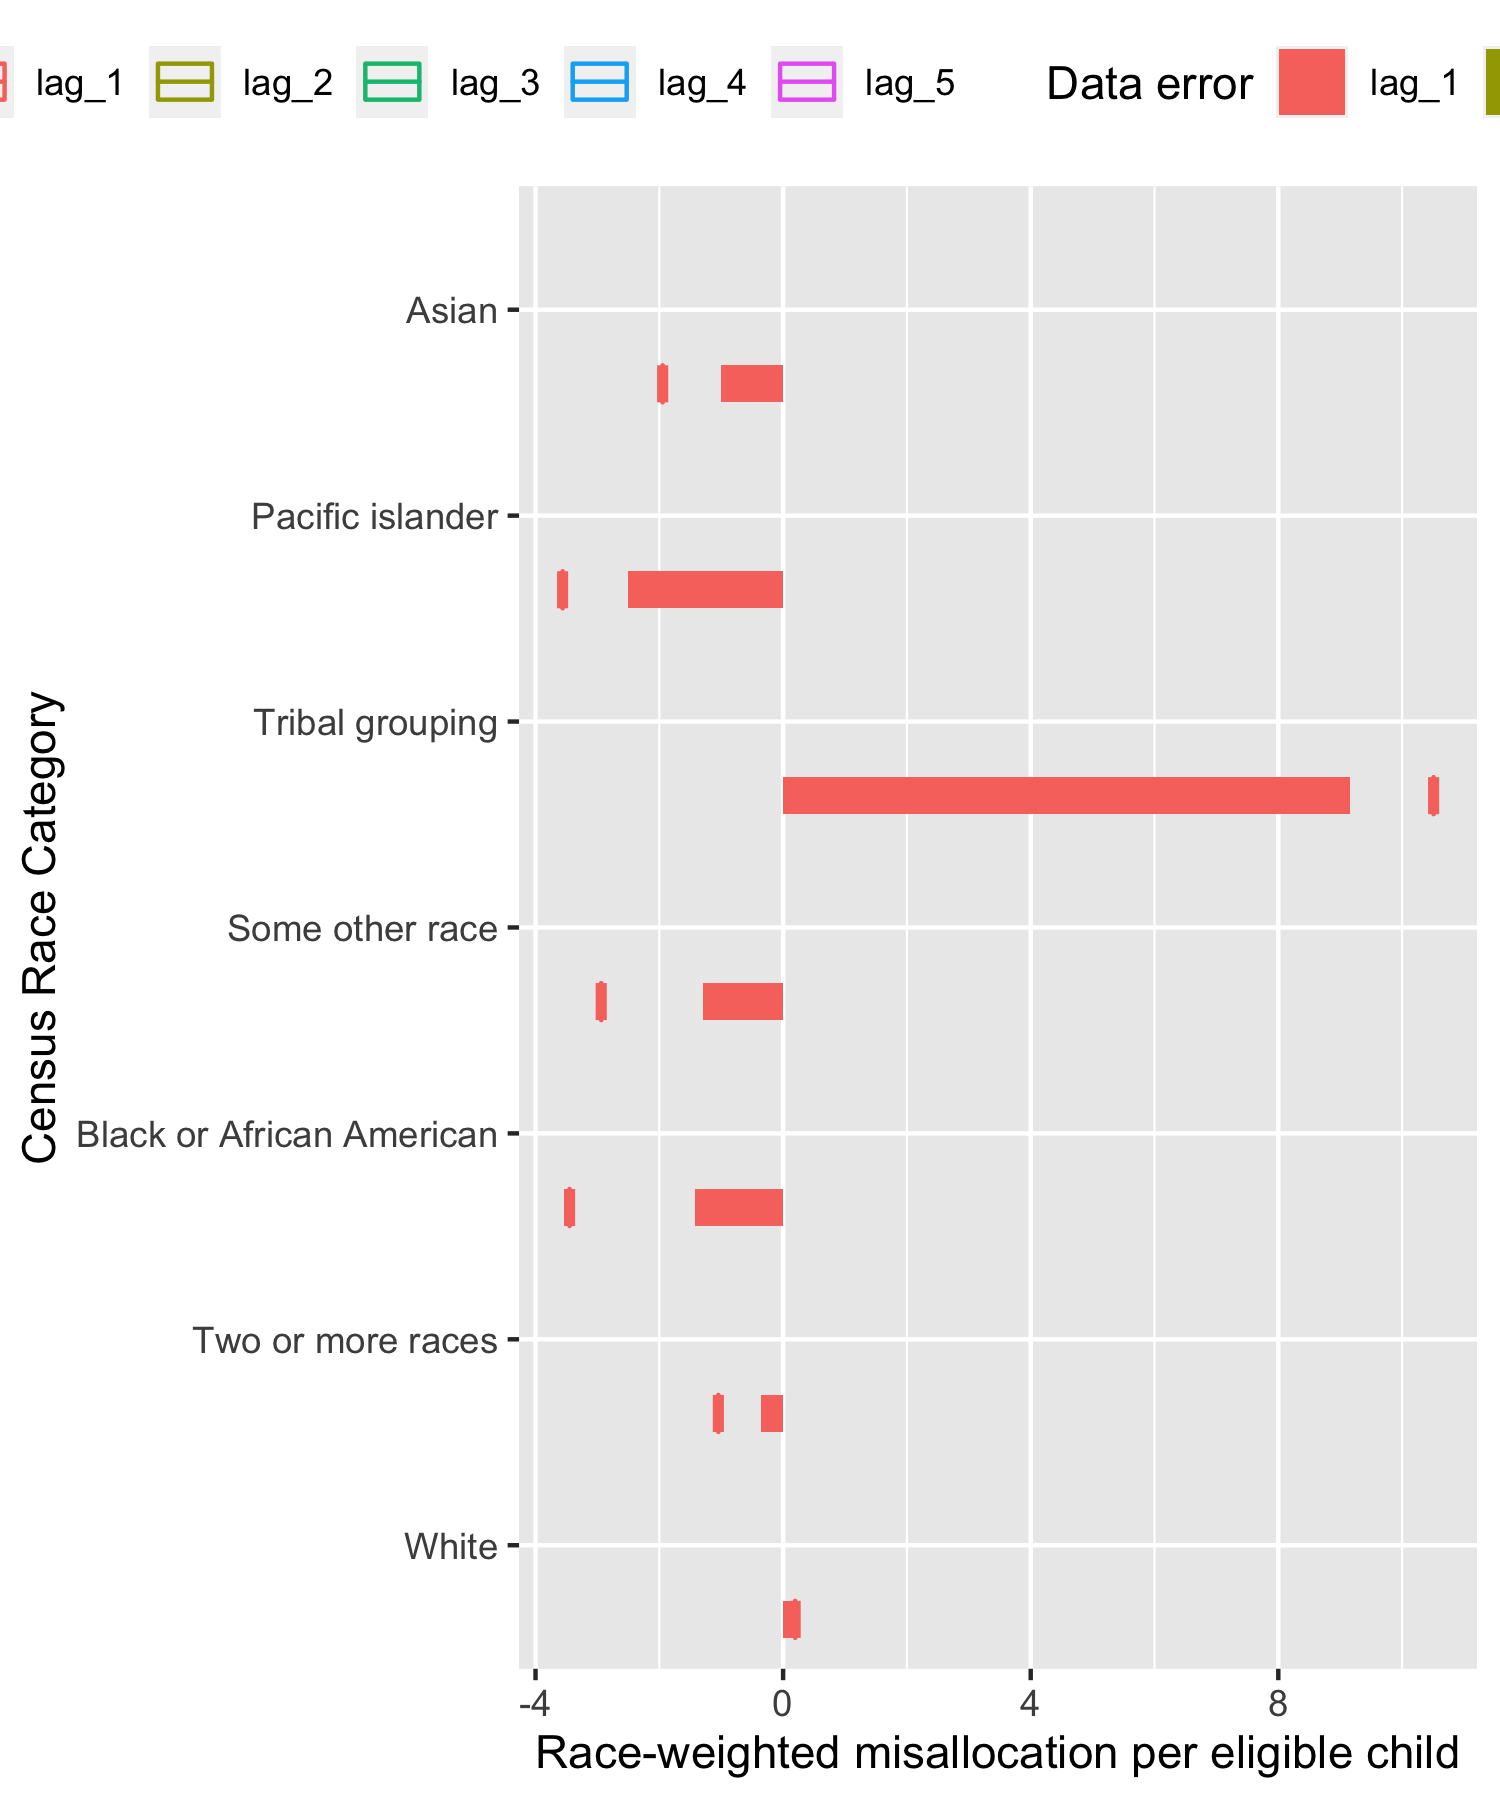 lag_1 lag_2 lag_3 lag_4 lag_5 Data error lag_1
Asian
Pacific islander
Tribal grouping
Some other race
Black or African American
Two or more races
White
Census Race Category
-4 0 4 8
Race-weighted misallocation per eligible child